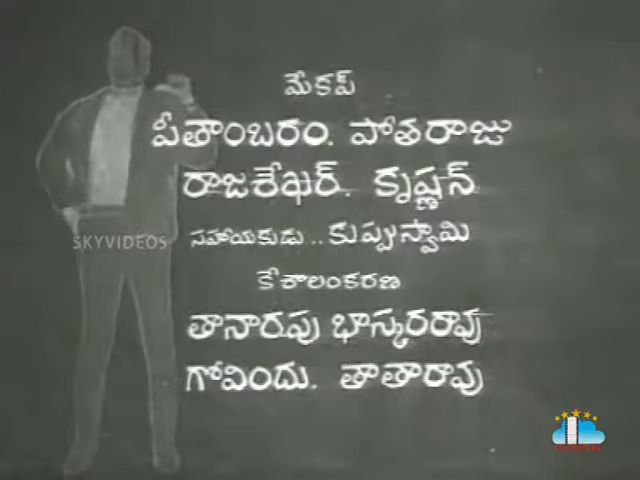 మేకప్
పీతాంబరం. పోతరాజు
రాజశేఖర్. కృష్ణన్
SKYVIDEOS
సహాయకుడు .. కుప్పుస్వామి
కేశాలంకరణ
తానారపు భాస్కరరావు
గోవిందు. తాతారావు